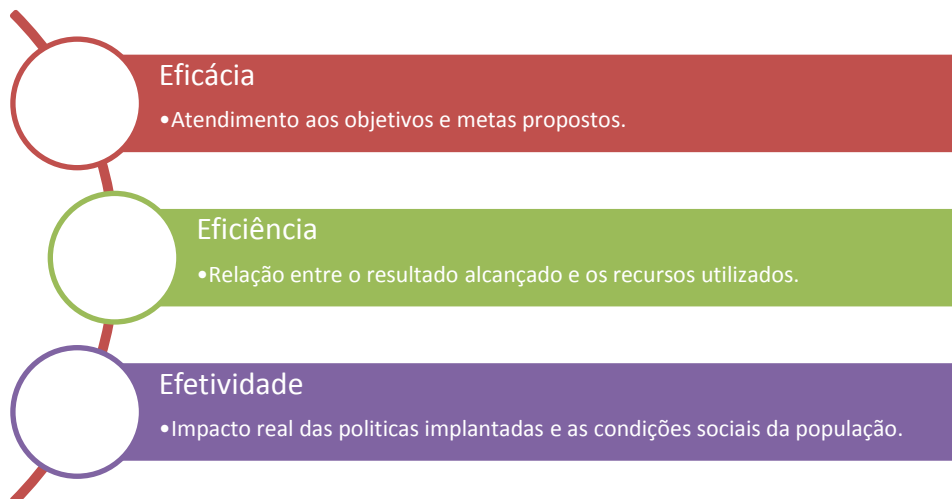 Eficácia
•Atendimento aos objetivos e metas propostos.
Eficiência
•Relação entre o resultado alcançado e os recursos utilizados.
Efetividade
•Impacto real das politicas implantadas e as condições sociais da população.